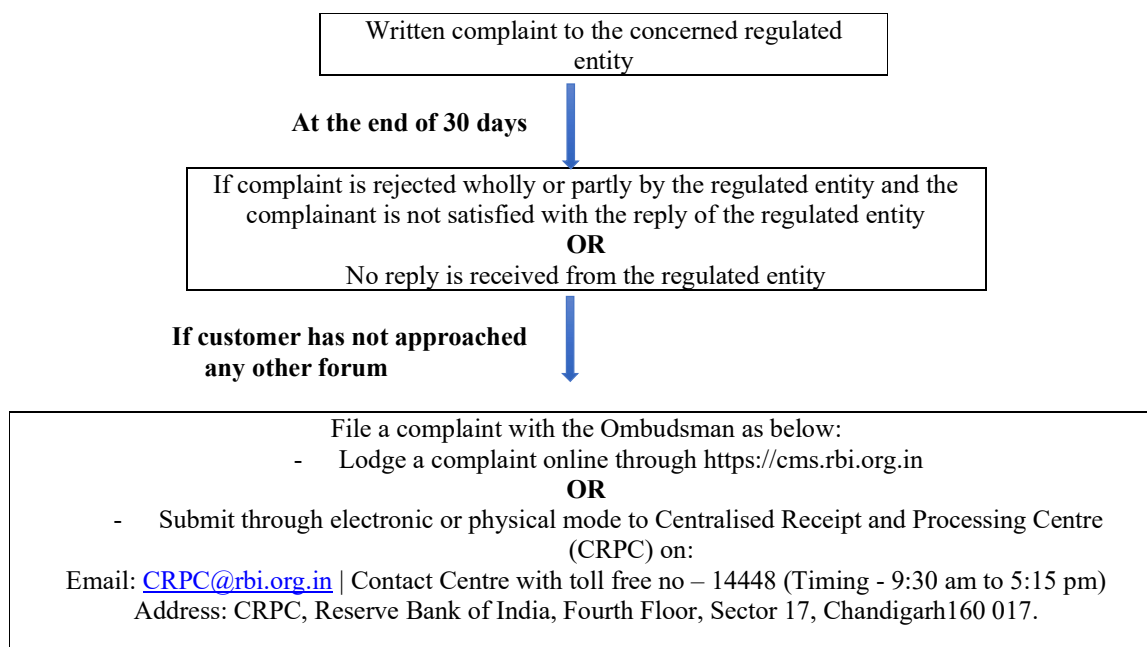 Written complaint to the concerned regulated
entity
At the end of 30 days
If complaint is rejected wholly or partly by the regulated entity and the
complainant is not satisfied with the reply of the regulated entity
OR
No reply is received from the regulated entity
If customer has not approached
any other forum
File a complaint with the Ombudsman as below:
- Lodge a complaint online through https://cms.rbi.org.in
OR
- Submit through electronic or physical mode to Centralised Receipt and Processing Centre
(CRPC) on:
Email: CRPC@rbi.org.in | Contact Centre with toll free no – 14448 (Timing - 9:30 am to 5:15 pm)
Address: CRPC, Reserve Bank of India, Fourth Floor, Sector 17, Chandigarh160 017.